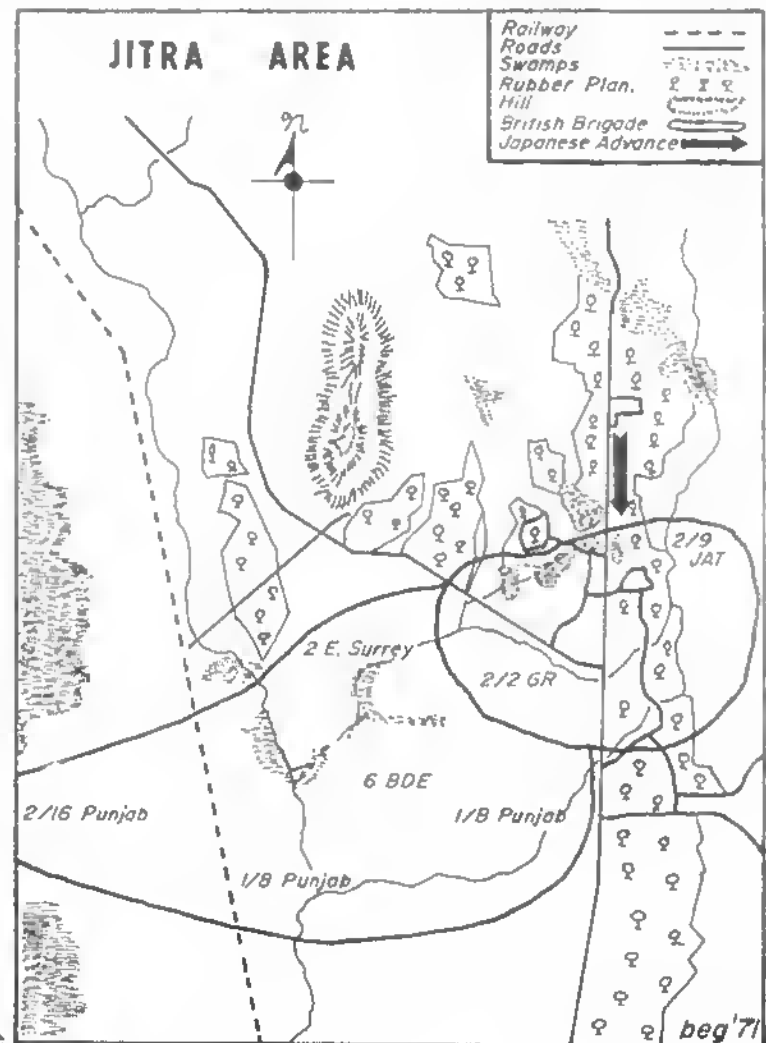 JITRA AREA
Railway
Roads
Swamps
Rubber Plan.
Hill
British Brigade
Japanese Advance
n
2/9
JAT
2 E. Surrey
2/2 GR
6 BDE
2/16 Punjab
1/8 Punjab
1/8 Punjab
beg '71